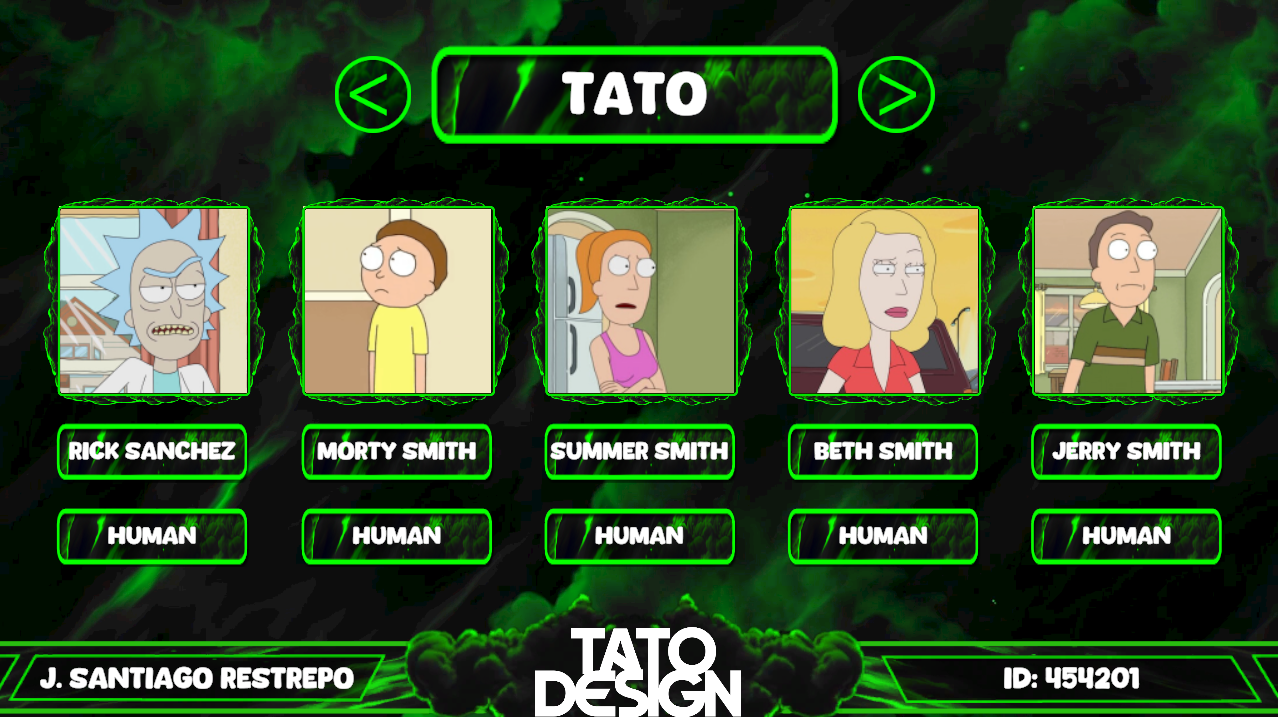 <
TATO
>
RICK SANCHEZ
MORTY SMITH
SUMMER SMITH
BETH SMITH
JERRY SMITH
HUMAN
HUMAN
HUMAN
HUMAN
HUMAN
J. SANTIAGO RESTREPO
TATO
DESIGN
ID: 454201